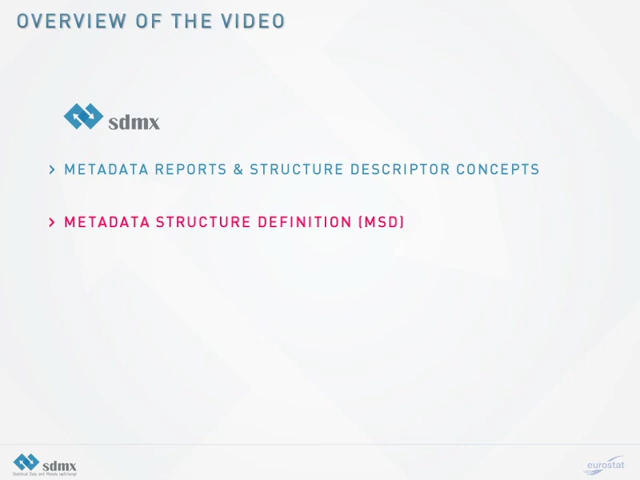 OVERVIEW OF THE VIDEO
sdmx
> METADATA REPORTS & STRUCTURE DESCRIPTOR CONCEPTS
> METADATA STRUCTURE DEFINITION (MSD)
sdmx
eurostat